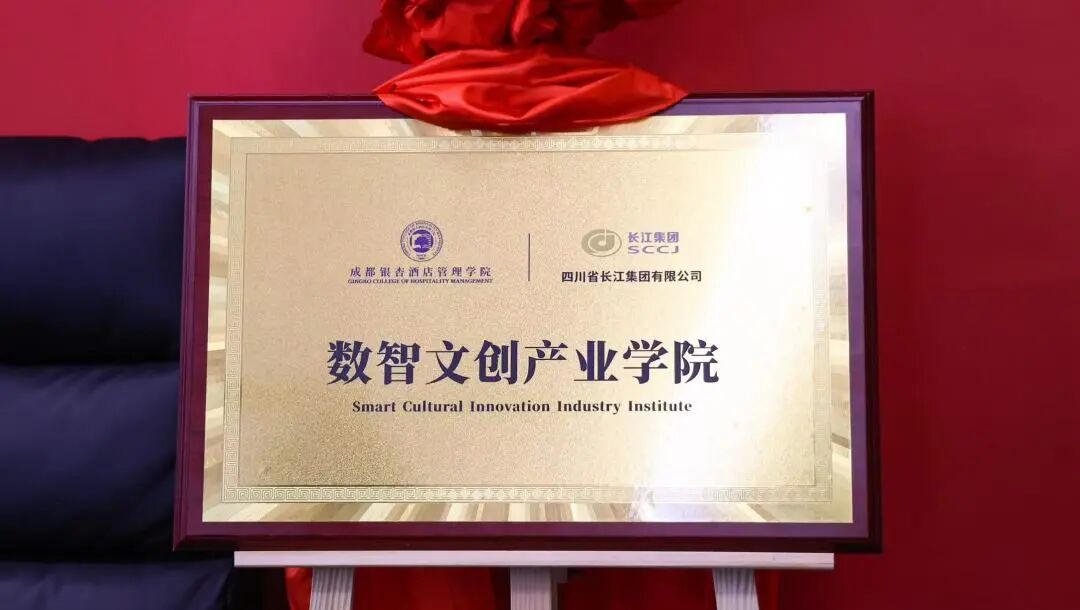 成都银杏酒店管理学院
GINGKO COLLEGE OF HOSPITALITY MANAGEMENT
长江集团
SCCJ
四川省长江集团有限公司
数智文创产业学院
Smart Cultural Innovation Industry Institute